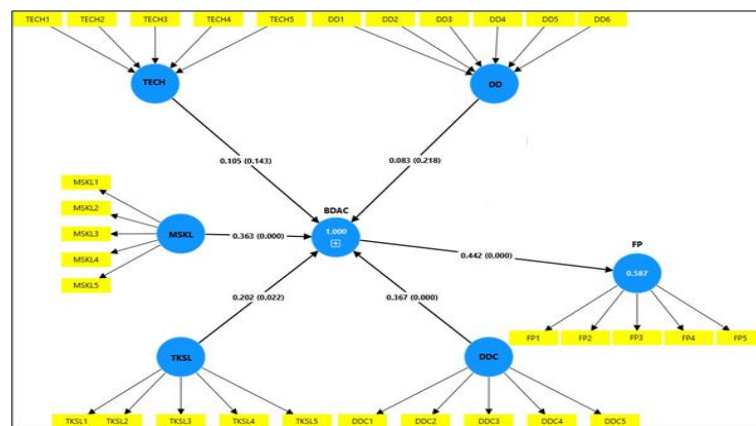 TECH1 TECH2 TECH3 TECH4 TECH5 DD1 DD2 DD3 DD4 DD5 DD6
TECH DD
0.105 (0.143) 0.083 (0.218)
MSKL1
MSKL2
MSKL3
MSKL4
MSKL5
MSKL
0.363 (0.000)
BDAC
1.000
0.442 (0.000)
FP
0.587
FP1 FP2 FP3 FP4 FP5
0.202 (0.022) 0.367 (0.000)
TKSL DDC
TKSL1 TKSL2 TKSL3 TKSL4 TKSL5 DDC1 DDC2 DDC3 DDC4 DDC5